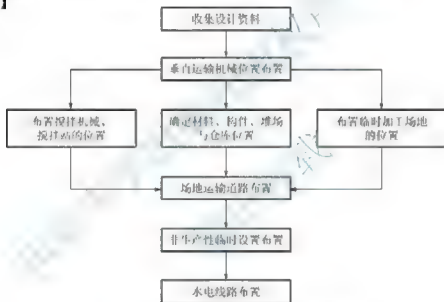 收集设计资料
垂直运输机械位置布置
布置搅拌机械、
搅拌站的位置
确定材料、构件、堆场
与仓库位置
布置临时加工场地
的位置
场地运输道路布置
非生产性临时设置布置
水电线路布置